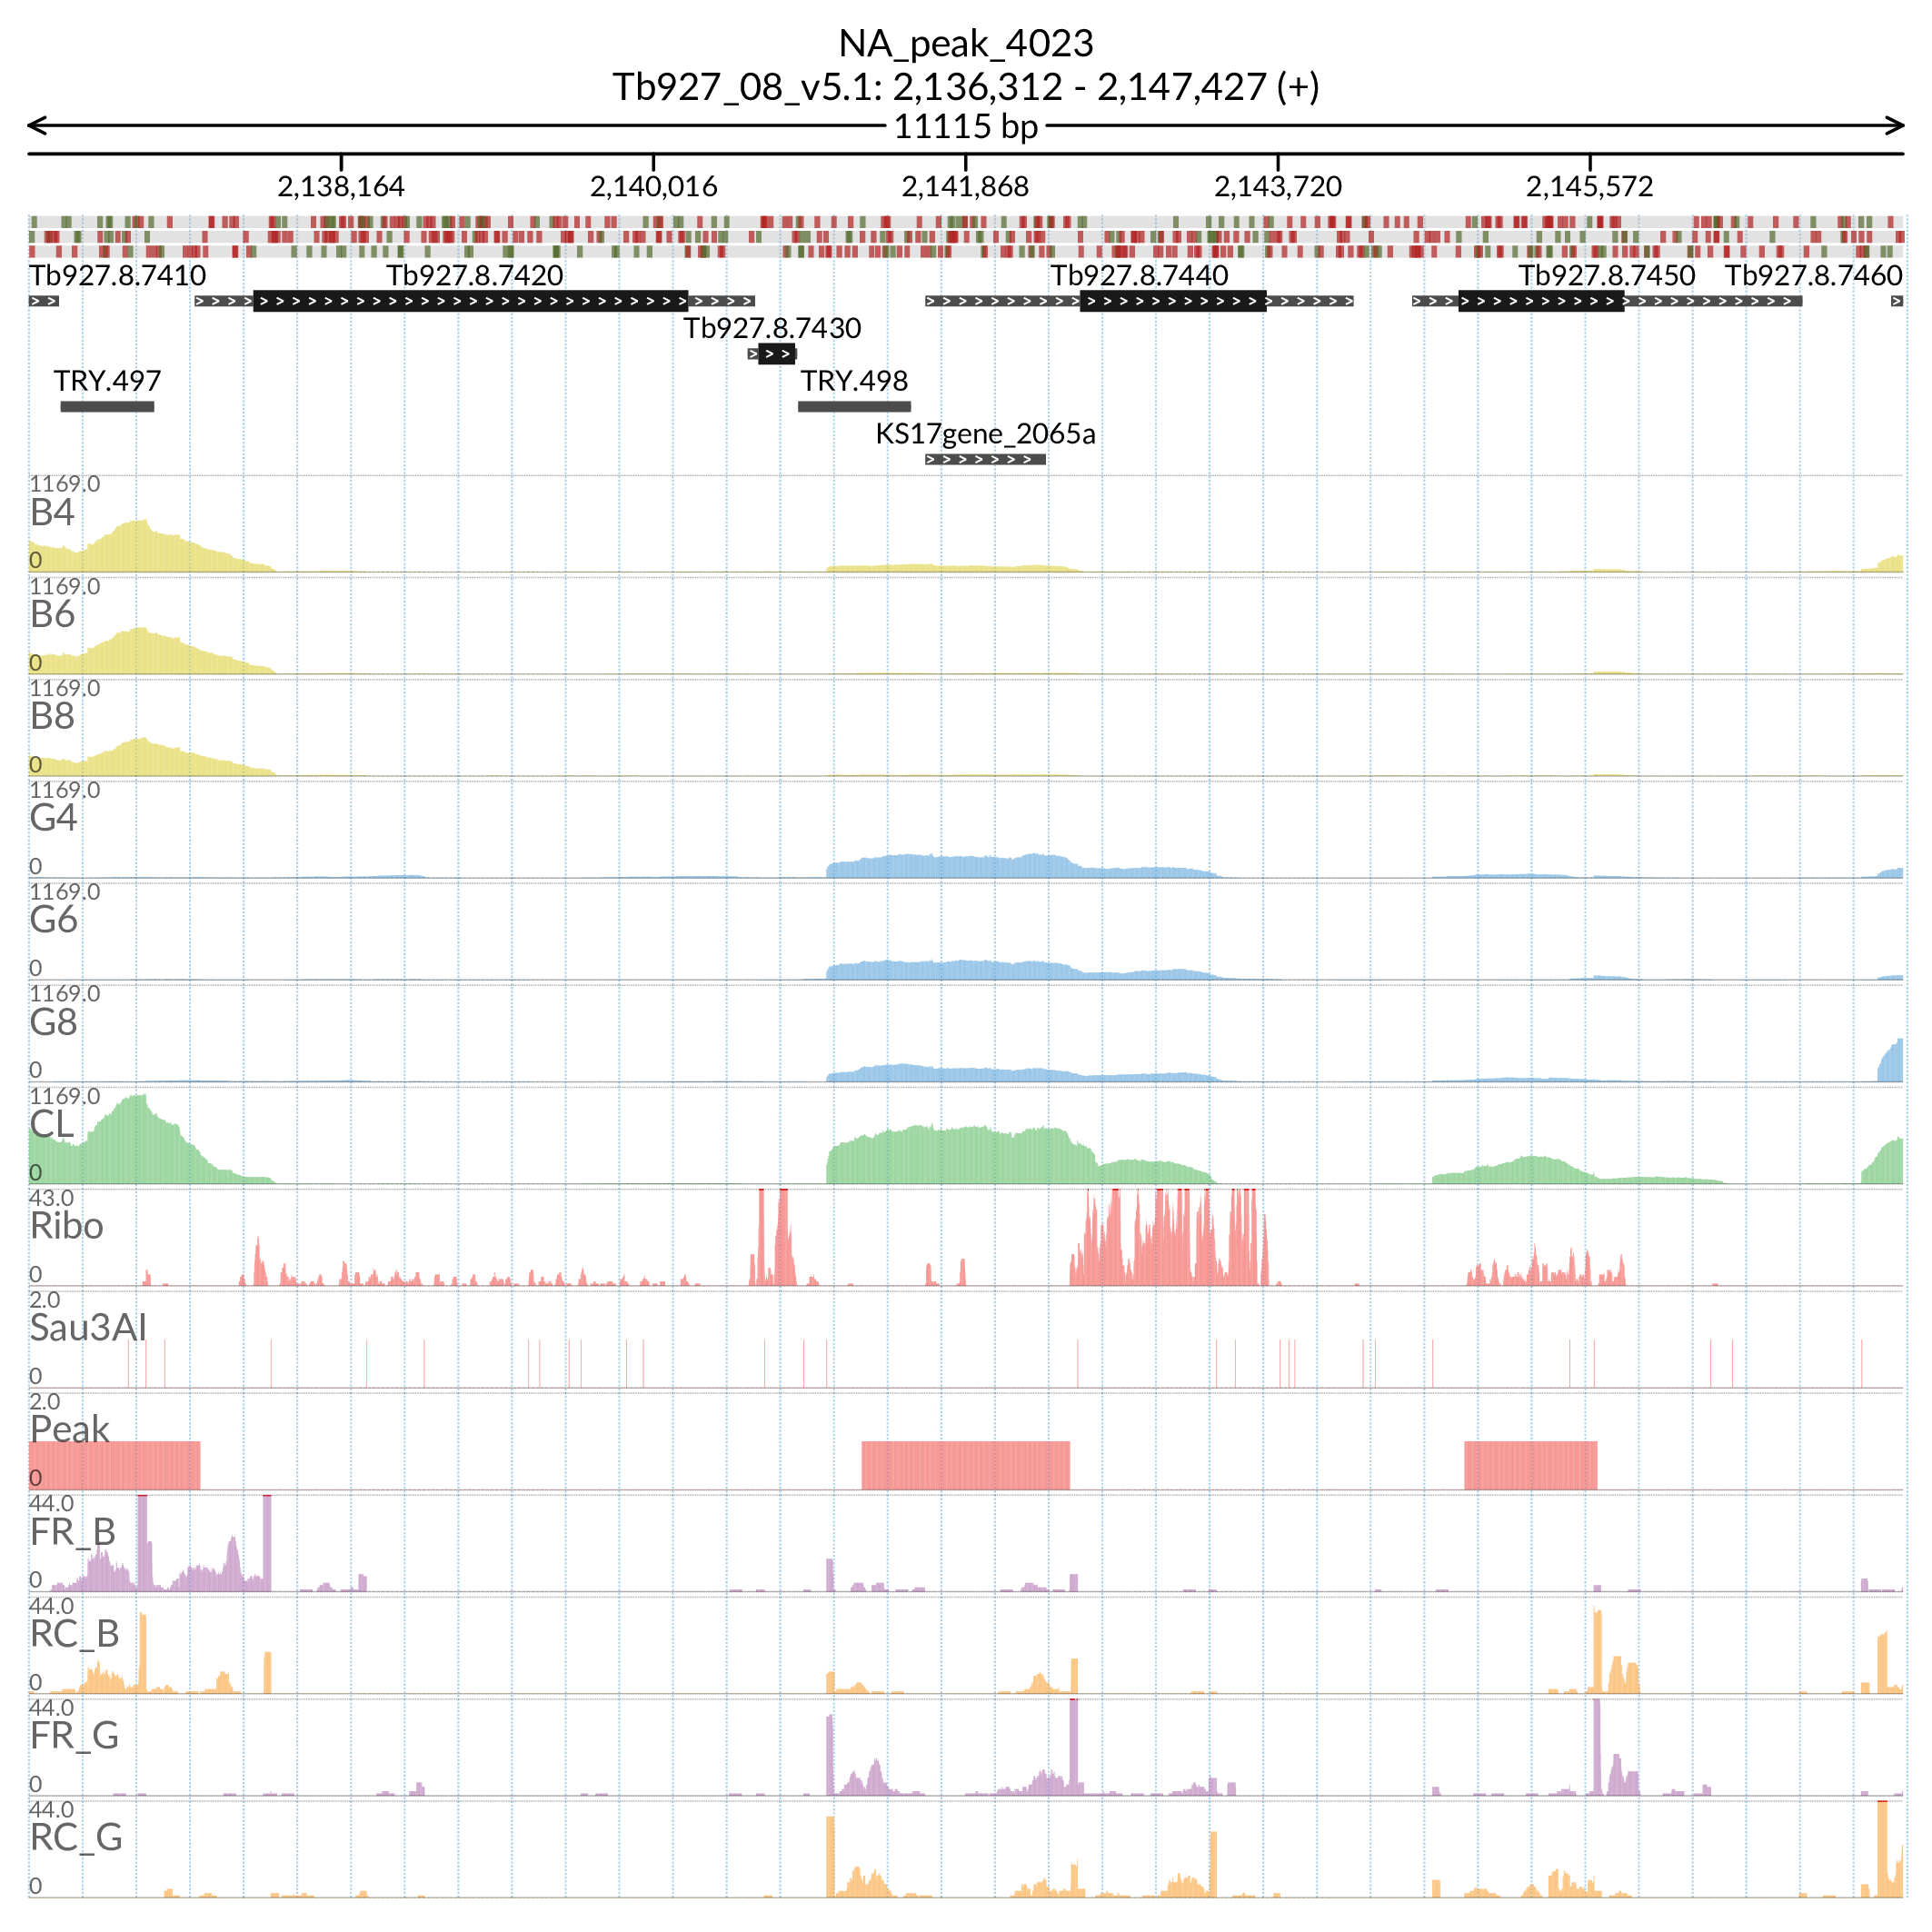 NA_peak_4023
Tb927_08_v5.1: 2,136,312 - 2,147,427 (+)
11115 bp
2,138,164 2,140,016 2,141,868 2,143,720 2,145,572
Tb927.8.7410 Tb927.8.7420 Tb927.8.7440 Tb927.8.7450 Tb927.8.7460
Tb927.8.7430
TRY.497 TRY.498
KS17gene_2065a
1169.0
B4
0
1169.0
B6
0
1169.0
B8
0
1169.0
G4
0
1169.0
G6
0
1169.0
G8
0
1169.0
CL
0
43.0
Ribo
0
2.0
Sau3AI
0
2.0
Peak
0
44.0
FR_B
0
44.0
RC_B
0
44.0
FR_G
0
44.0
RC_G
0